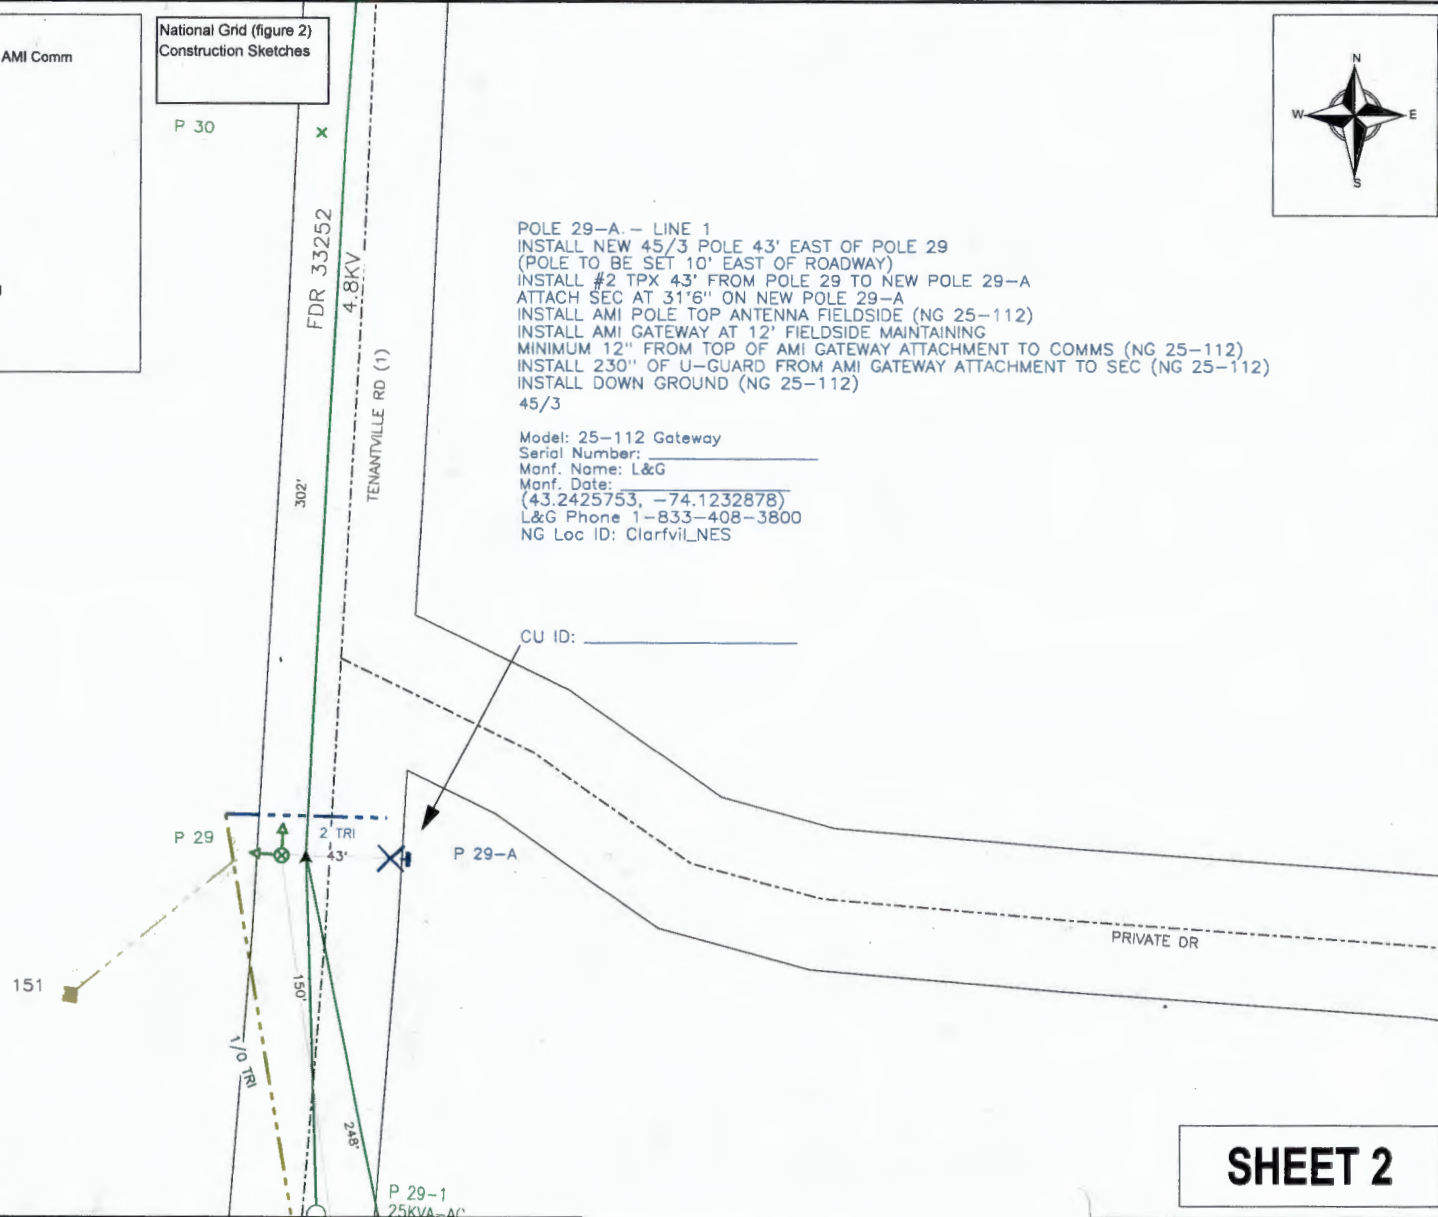 AMI Comm
National Grid (figure 2)
Construction Sketches
N
W
E
S
P 30
x
FDR 33252
4.8KV
TENANTVILLE RD (1)
302'
POLE 29-A. - LINE 1
INSTALL NEW 45/3 POLE 43' EAST OF POLE 29
(POLE TO BE SET 10' EAST OF ROADWAY)
INSTALL #2 TPX 43' FROM POLE 29 TO NEW POLE 29-A
ATTACH SEC AT 31'6" ON NEW POLE 29-A
INSTALL AMI POLE TOP ANTENNA FIELDSIDE (NG 25-112)
INSTALL AMI GATEWAY AT 12' FIELDSIDE MAINTAINING
MINIMUM 12" FROM TOP OF AMI GATEWAY ATTACHMENT TO COMMS (NG 25-112)
INSTALL 230" OF U-GUARD FROM AMI GATEWAY ATTACHMENT TO SEC (NG 25-112)
INSTALL DOWN GROUND (NG 25-112)
45/3
Model: 25-112 Gateway
Serial Number:
Manf. Name: L&G
Manf. Date:
(43.2425753, -74.1232878)
L&G Phone 1-833-408-3800
NG Loc ID: Clarfvil_NES
CU ID:
P 29
2 TRI
43'
P 29-A
PRIVATE DR
151
150'
1/0 TRI
248'
P 29-1
25KVA-AC
SHEET 2